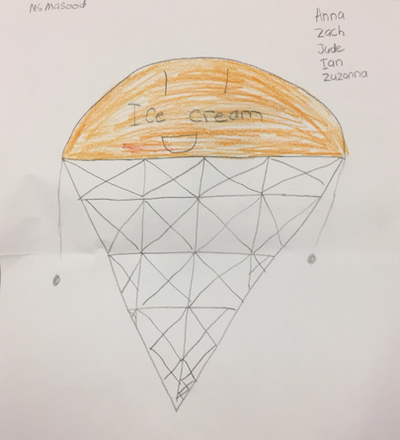 Ms Masood
Anna
Zach
Jude
Ian
Zuzanna
Ice cream